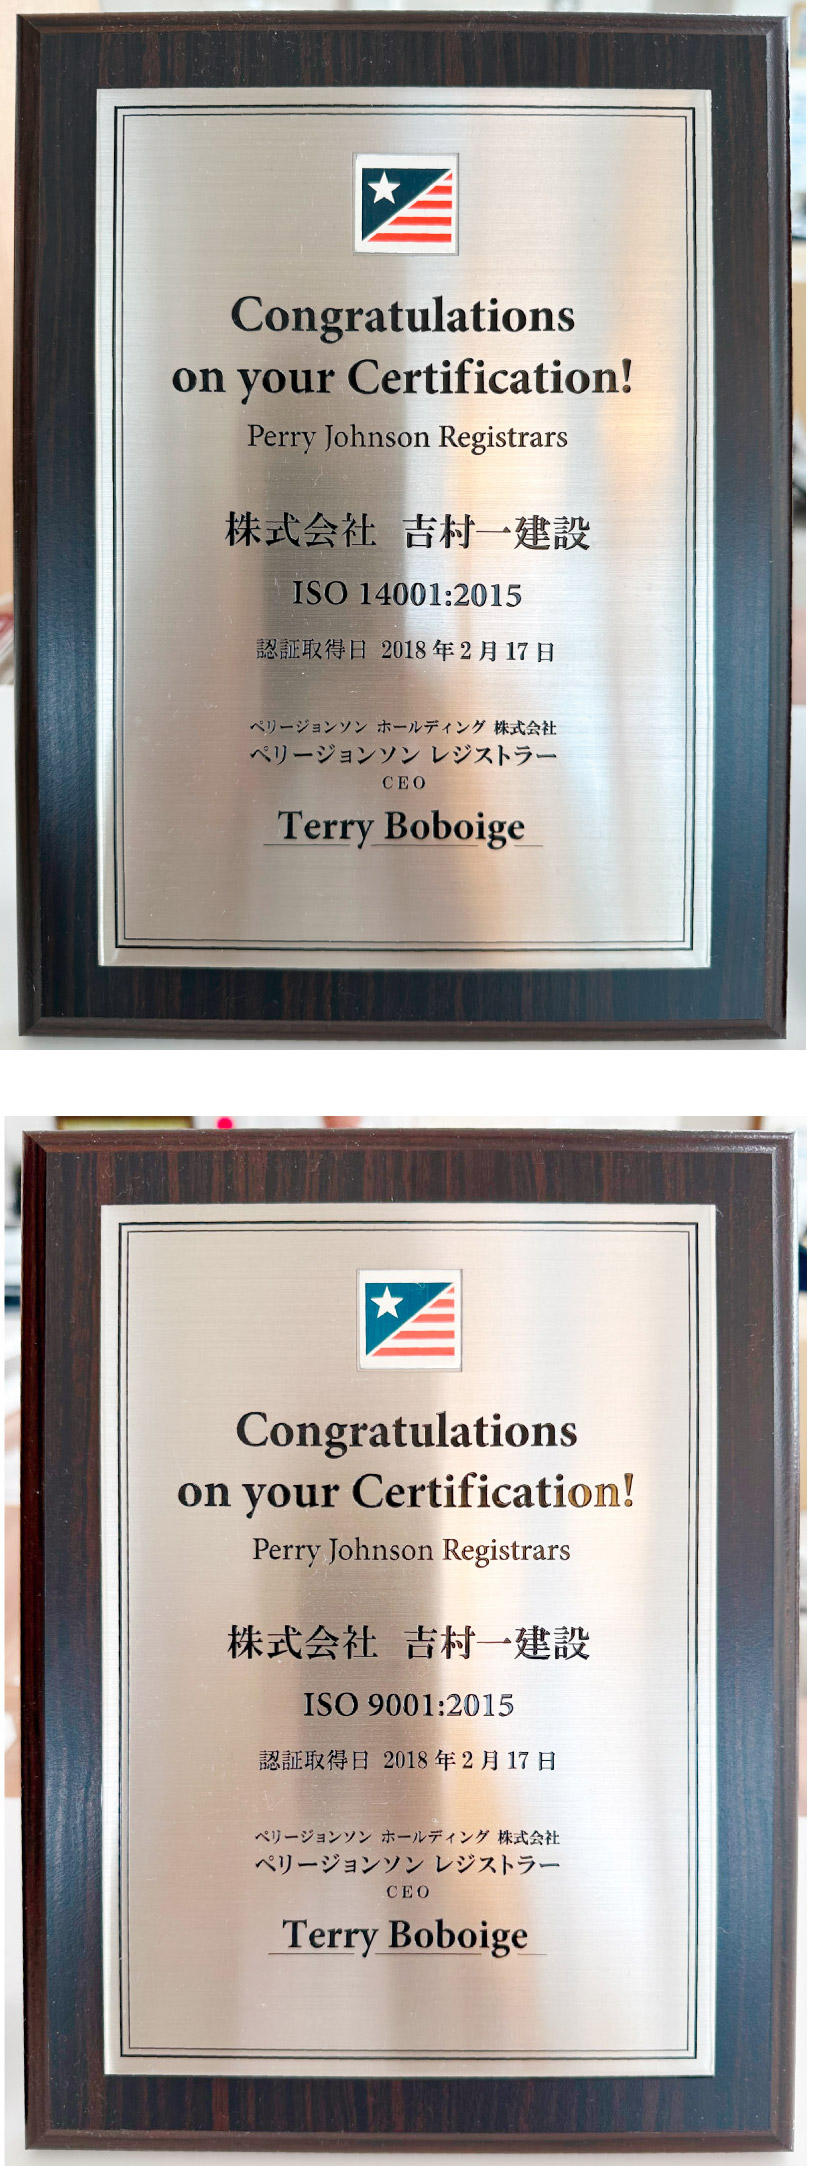 Congratulations
on your Certification!
Perry Johnson Registrars
株式会社 吉村一建設
ISO 14001:2015
認証取得日 2018年2月17日
ペリージョンソン ホールディング 株式会社
ペリージョンソン レジストラー
CEO
Terry Boboige
Congratulations
on your Certification!
Perry Johnson Registrars
株式会社 吉村一建設
ISO 9001:2015
認証取得日 2018年2月17日
ペリージョンソン ホールディング 株式会社
ペリージョンソン レジストラー
CEO
Terry Boboige